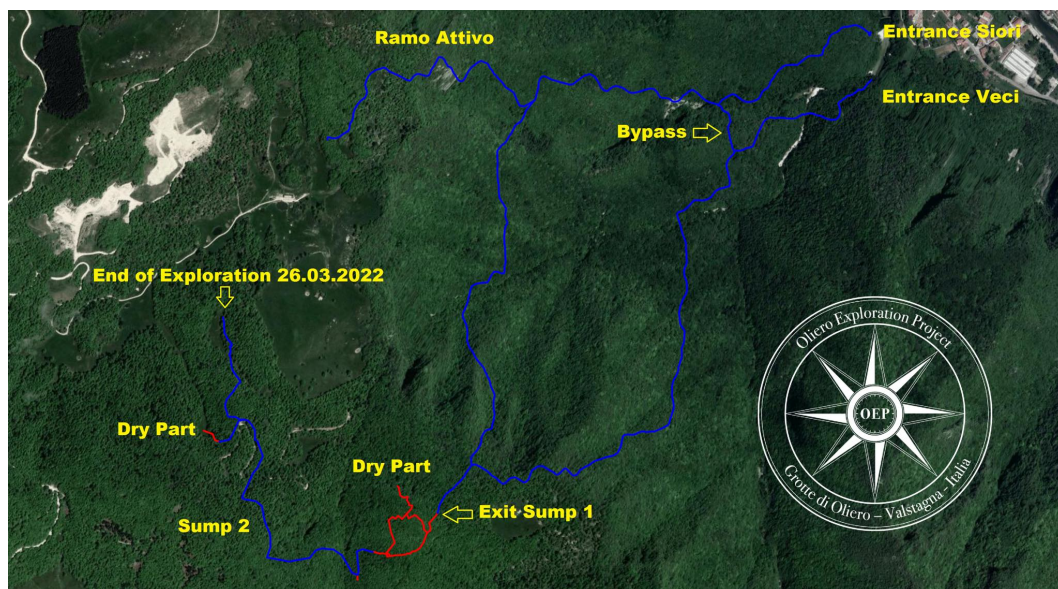 Ramo Attivo
Entrance Siori
Entrance Veci
Bypass
End of Exploration 26.03.2022
Oliero Exploration Project
OEP
Grotte di Oliero – Valstagna - Italia
Dry Part
Dry Part
Exit Sump 1
Sump 2